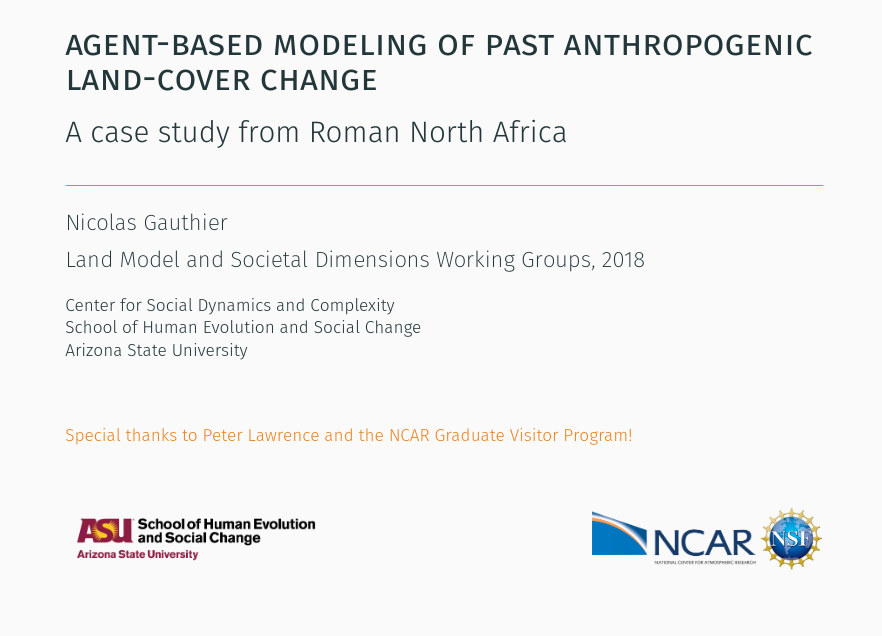 AGENT-BASED MODELING OF PAST ANTHROPOGENIC
LAND-COVER CHANGE
A case study from Roman North Africa
Nicolas Gauthier
Land Model and Societal Dimensions Working Groups, 2018
Center for Social Dynamics and Complexity
School of Human Evolution and Social Change
Arizona State University
Special thanks to Peter Lawrence and the NCAR Graduate Visitor Program!
ASU School of Human Evolution
and Social Change
Arizona State University
NCAR
NATIONAL CENTER FOR ATMOSPHERIC RESEARCH
NSF